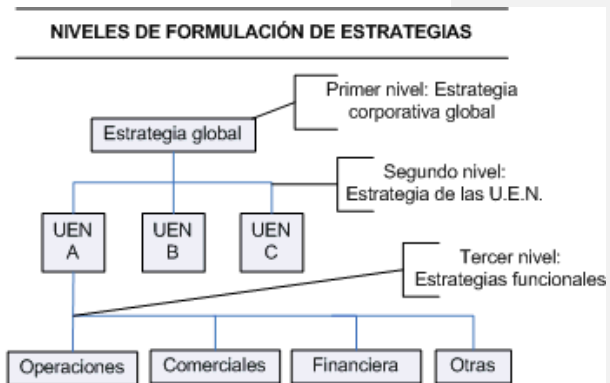 NIVELES DE FORMULACIÓN DE ESTRATEGIAS
Primer nivel: Estrategia
corporativa global
Estrategia global
Segundo nivel:
Estrategia de las U.E.N.
UEN
A
UEN
B
UEN
C
Tercer nivel:
Estrategias funcionales
Operaciones
Comerciales
Financiera
Otras